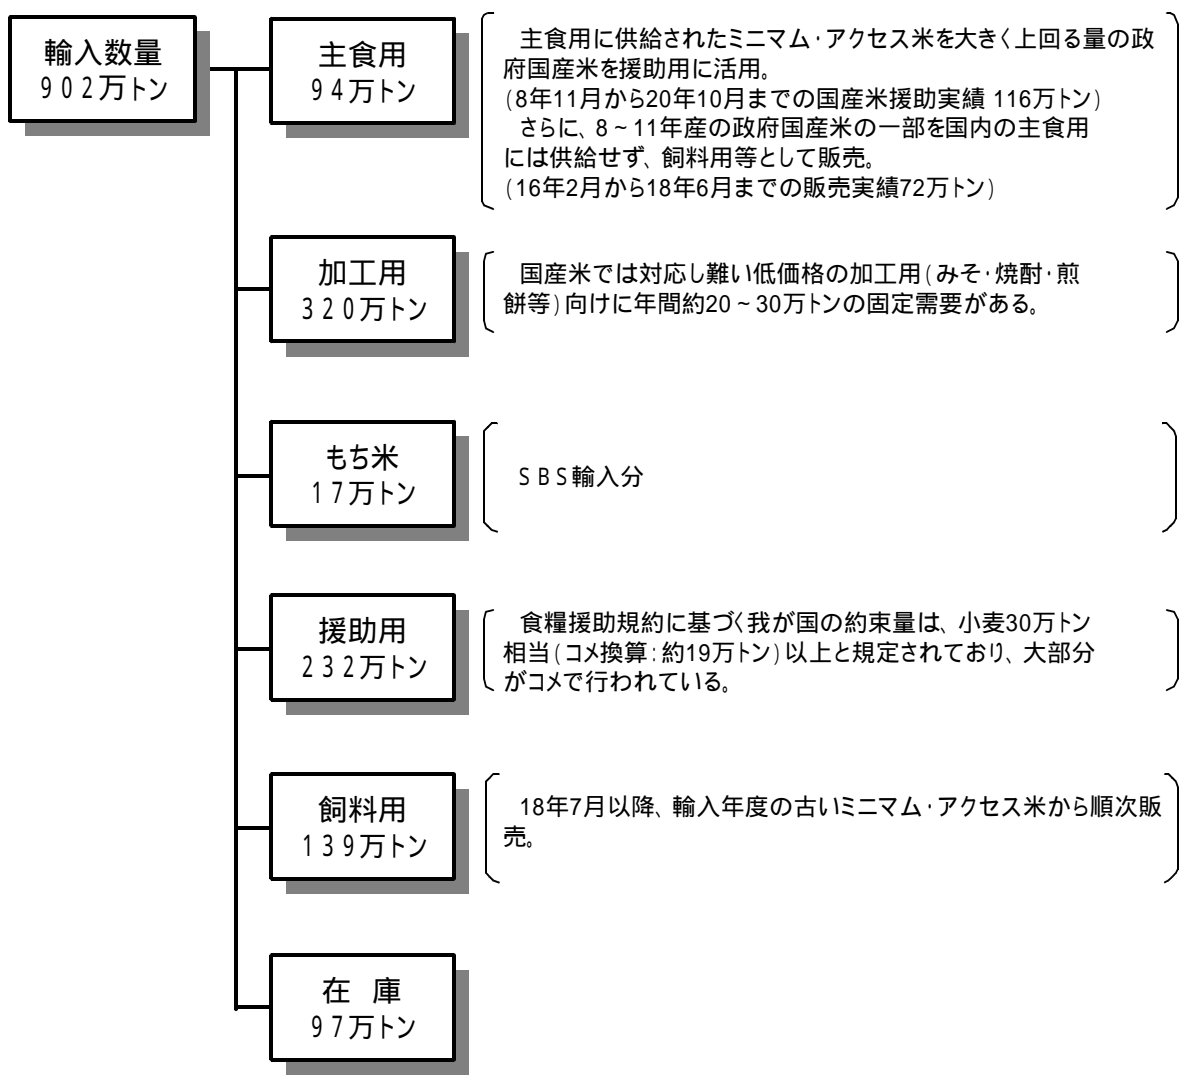 輸入数量
902万トン
主食用
94万トン
主食用に供給されたミニマム・アクセス米を大きく上回る量の政
府国産米を援助用に活用。
(8年11月から20年10月までの国産米援助実績 116万トン)
さらに、8~11年産の政府国産米の一部を国内の主食用
には供給せず、飼料用等として販売。
(16年2月から18年6月までの販売実績72万トン)
加工用
320万トン
国産米では対応し難い低価格の加工用(みそ・焼酎・煎
餅等)向けに年間約20~30万トンの固定需要がある。
もち米
17万トン
SBS輸入分
援助用
232万トン
食糧援助規約に基づく我が国の約束量は、小麦30万トン
相当(コメ換算:約19万トン)以上と規定されており、大部分
がコメで行われている。
飼料用
139万トン
18年7月以降、輸入年度の古いミニマム・アクセス米から順次販
売。
在 庫
97万トン